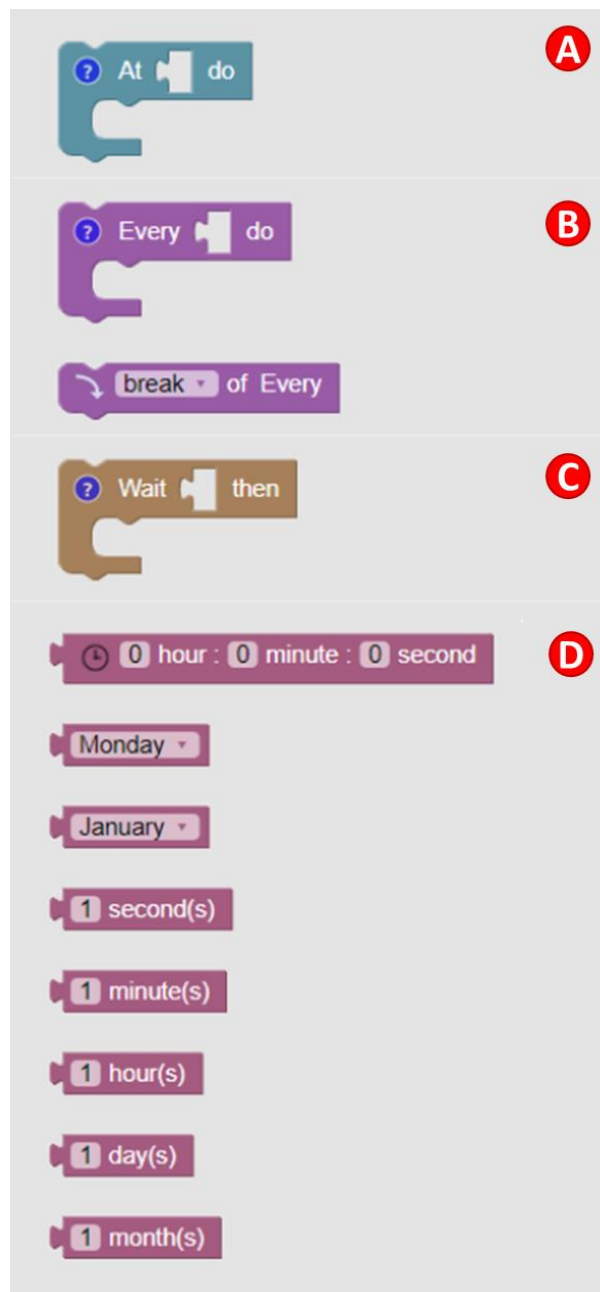 ? At do
A
? Every do
B
break of Every
? Wait then
C
0 hour : 0 minute : 0 second
D
Monday
January
1 second(s)
1 minute(s)
1 hour(s)
1 day(s)
1 month(s)